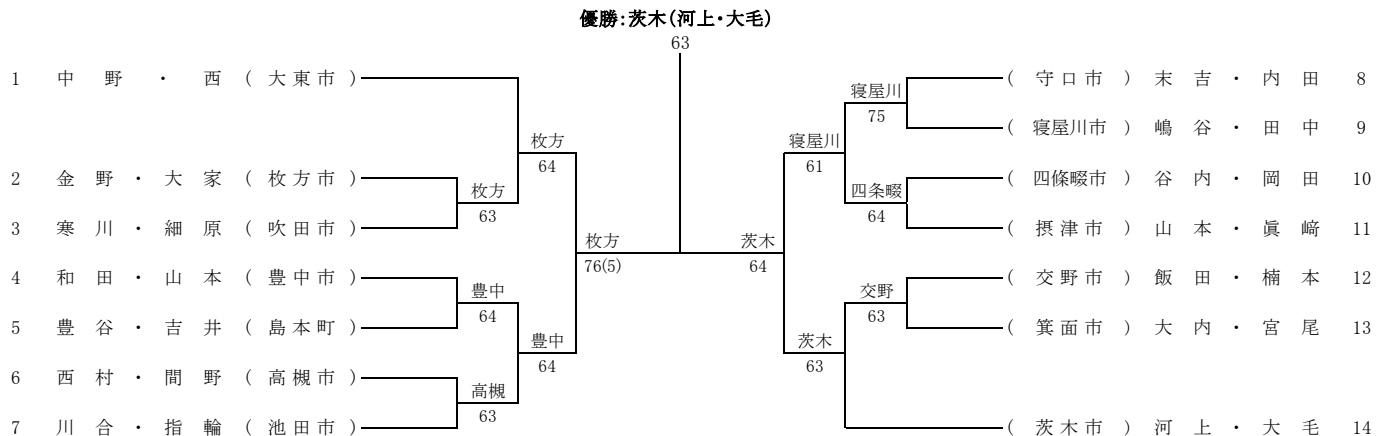 優勝:茨木(河上・大毛)
63
1 中野・西(大東市)
2 金野・大家(枚方市)
3 寒川・細原(吹田市)
4 和田・山本(豊中市)
5 豊谷・吉井(島本町)
6 西村・間野(高槻市)
7 川合・指輪(池田市)
枚方
63
豊中
64
高槻
63
枚方
64
豊中
64
枚方
76(5)
茨木
64
寝屋川
61
茨木
63
寝屋川
75
四条畷
64
交野
63
(守口市)末吉・内田 8
(寝屋川市)嶋谷・田中 9
(四條畷市)谷内・岡田 10
(摂津市)山本・眞﨑 11
(交野市)飯田・楠本 12
(箕面市)大内・宮尾 13
(茨木市)河上・大毛 14